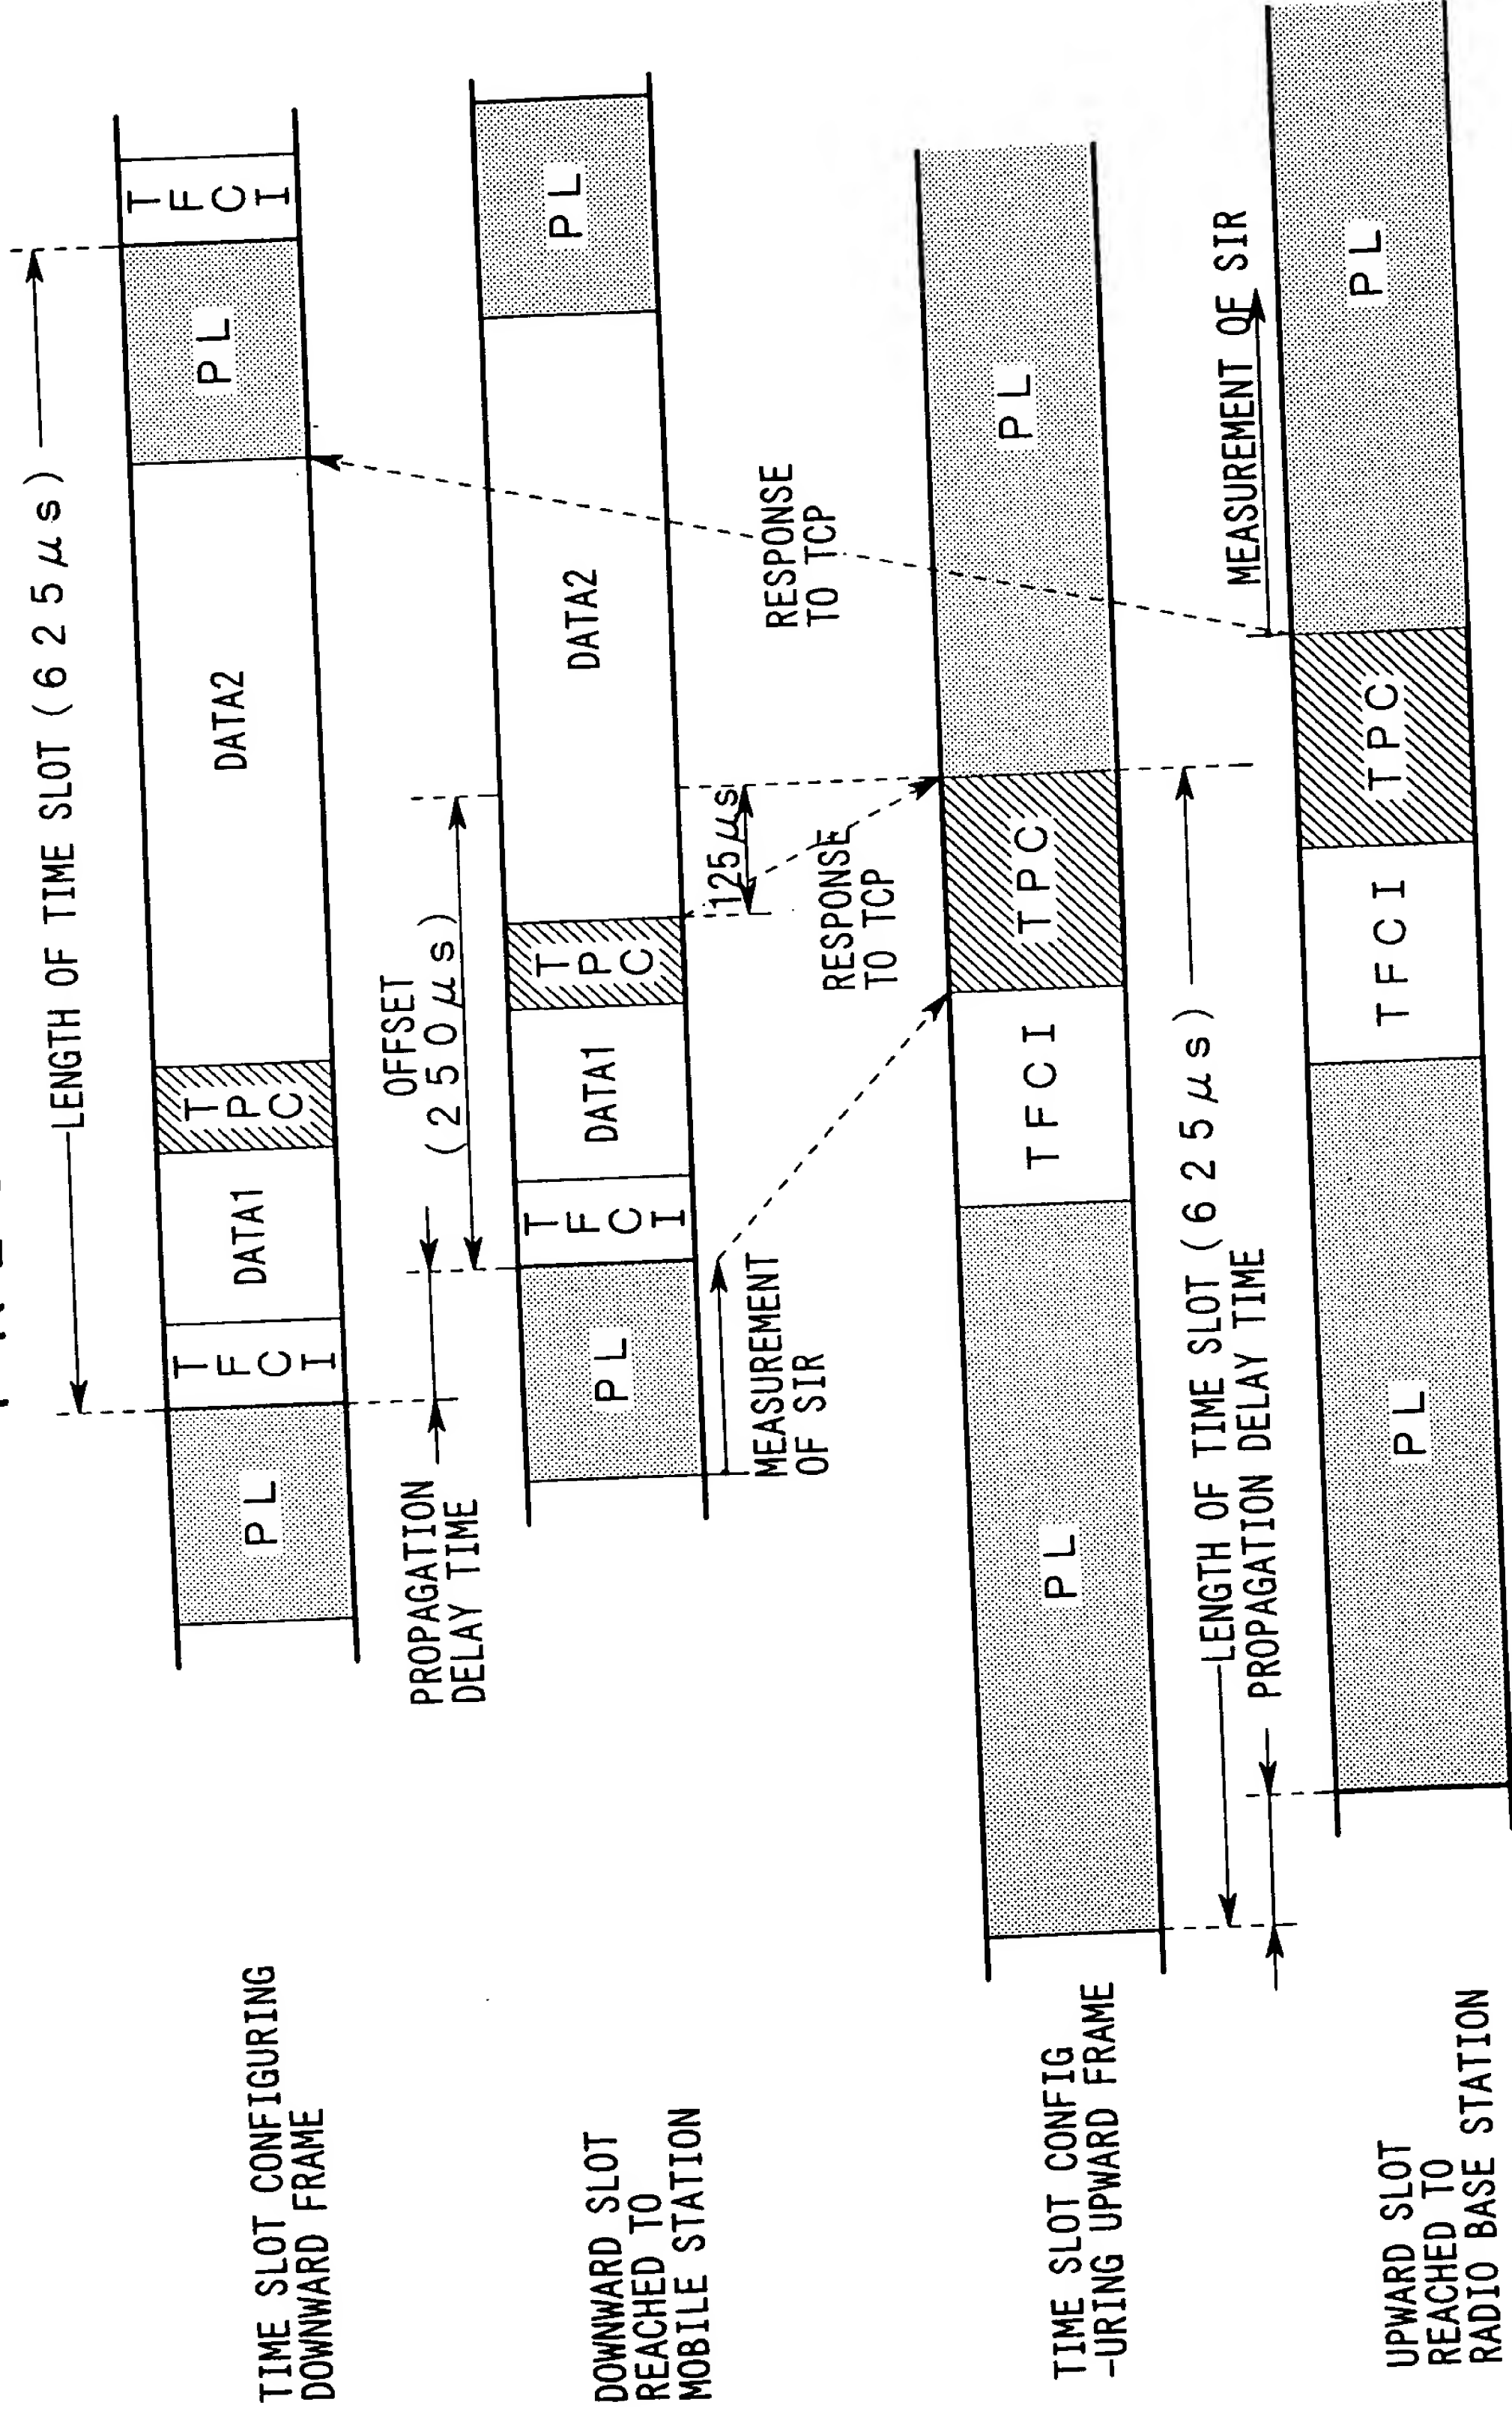 LENGTH OF TIME SLOT (625μs)
TIME SLOT CONFIGURING
DOWNWARD FRAME
PL
TFCI
DATA1
TPC
DATA2
PL
TFCI
PROPAGATION
DELAY TIME
OFFSET
(250μs)
DOWNWARD SLOT
REACHED TO
MOBILE STATION
PL
TFCI
DATA1
TPC
DATA2
PL
MEASUREMENT
OF SIR
125μs
RESPONSE
TO TCP
RESPONSE
TO TCP
TIME SLOT CONFIG
-URING UPWARD FRAME
PL
TFCI
TPC
PL
LENGTH OF TIME SLOT (625μs)
PROPAGATION DELAY TIME
MEASUREMENT OF SIR
UPWARD SLOT
REACHED TO
RADIO BASE STATION
PL
TFCI
TPC
PL